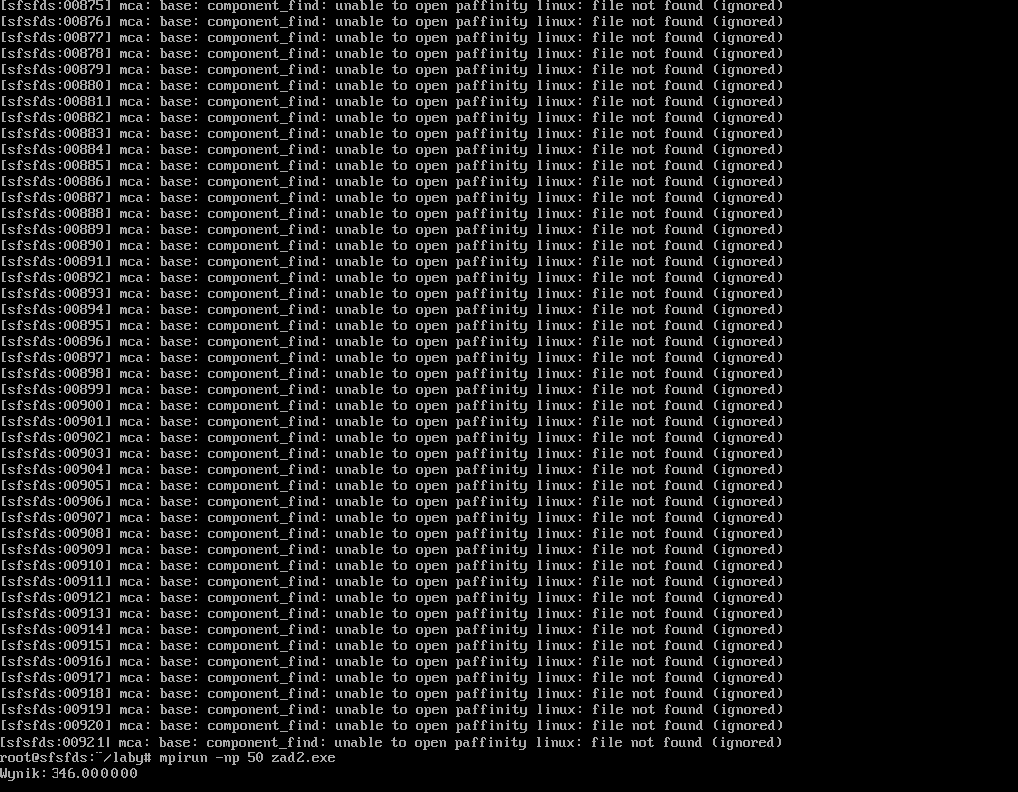 [sfsfds:00875] mca: base: component_find: unable to open paffinity linux: file not found (ignored)
[sfsfds:00876] mca: base: component_find: unable to open paffinity linux: file not found (ignored)
[sfsfds:00877] mca: base: component_find: unable to open paffinity linux: file not found (ignored)
[sfsfds:00878] mca: base: component_find: unable to open paffinity linux: file not found (ignored)
[sfsfds:00879] mca: base: component_find: unable to open paffinity linux: file not found (ignored)
[sfsfds:00880] mca: base: component_find: unable to open paffinity linux: file not found (ignored)
[sfsfds:00881] mca: base: component_find: unable to open paffinity linux: file not found (ignored)
[sfsfds:00882] mca: base: component_find: unable to open paffinity linux: file not found (ignored)
[sfsfds:00883] mca: base: component_find: unable to open paffinity linux: file not found (ignored)
[sfsfds:00884] mca: base: component_find: unable to open paffinity linux: file not found (ignored)
[sfsfds:00885] mca: base: component_find: unable to open paffinity linux: file not found (ignored)
[sfsfds:00886] mca: base: component_find: unable to open paffinity linux: file not found (ignored)
[sfsfds:00887] mca: base: component_find: unable to open paffinity linux: file not found (ignored)
[sfsfds:00888] mca: base: component_find: unable to open paffinity linux: file not found (ignored)
[sfsfds:00889] mca: base: component_find: unable to open paffinity linux: file not found (ignored)
[sfsfds:00890] mca: base: component_find: unable to open paffinity linux: file not found (ignored)
[sfsfds:00891] mca: base: component_find: unable to open paffinity linux: file not found (ignored)
[sfsfds:00892] mca: base: component_find: unable to open paffinity linux: file not found (ignored)
[sfsfds:00893] mca: base: component_find: unable to open paffinity linux: file not found (ignored)
[sfsfds:00894] mca: base: component_find: unable to open paffinity linux: file not found (ignored)
[sfsfds:00895] mca: base: component_find: unable to open paffinity linux: file not found (ignored)
[sfsfds:00896] mca: base: component_find: unable to open paffinity linux: file not found (ignored)
[sfsfds:00897] mca: base: component_find: unable to open paffinity linux: file not found (ignored)
[sfsfds:00898] mca: base: component_find: unable to open paffinity linux: file not found (ignored)
[sfsfds:00899] mca: base: component_find: unable to open paffinity linux: file not found (ignored)
[sfsfds:00900] mca: base: component_find: unable to open paffinity linux: file not found (ignored)
[sfsfds:00901] mca: base: component_find: unable to open paffinity linux: file not found (ignored)
[sfsfds:00902] mca: base: component_find: unable to open paffinity linux: file not found (ignored)
[sfsfds:00903] mca: base: component_find: unable to open paffinity linux: file not found (ignored)
[sfsfds:00904] mca: base: component_find: unable to open paffinity linux: file not found (ignored)
[sfsfds:00905] mca: base: component_find: unable to open paffinity linux: file not found (ignored)
[sfsfds:00906] mca: base: component_find: unable to open paffinity linux: file not found (ignored)
[sfsfds:00907] mca: base: component_find: unable to open paffinity linux: file not found (ignored)
[sfsfds:00908] mca: base: component_find: unable to open paffinity linux: file not found (ignored)
[sfsfds:00909] mca: base: component_find: unable to open paffinity linux: file not found (ignored)
[sfsfds:00910] mca: base: component_find: unable to open paffinity linux: file not found (ignored)
[sfsfds:00911] mca: base: component_find: unable to open paffinity linux: file not found (ignored)
[sfsfds:00912] mca: base: component_find: unable to open paffinity linux: file not found (ignored)
[sfsfds:00913] mca: base: component_find: unable to open paffinity linux: file not found (ignored)
[sfsfds:00914] mca: base: component_find: unable to open paffinity linux: file not found (ignored)
[sfsfds:00915] mca: base: component_find: unable to open paffinity linux: file not found (ignored)
[sfsfds:00916] mca: base: component_find: unable to open paffinity linux: file not found (ignored)
[sfsfds:00917] mca: base: component_find: unable to open paffinity linux: file not found (ignored)
[sfsfds:00918] mca: base: component_find: unable to open paffinity linux: file not found (ignored)
[sfsfds:00919] mca: base: component_find: unable to open paffinity linux: file not found (ignored)
[sfsfds:00920] mca: base: component_find: unable to open paffinity linux: file not found (ignored)
[sfsfds:00921] mca: base: component_find: unable to open paffinity linux: file not found (ignored)
root@sfsfds:~/laby# mpirun -np 50 zad2.exe
Wynik: 346.000000